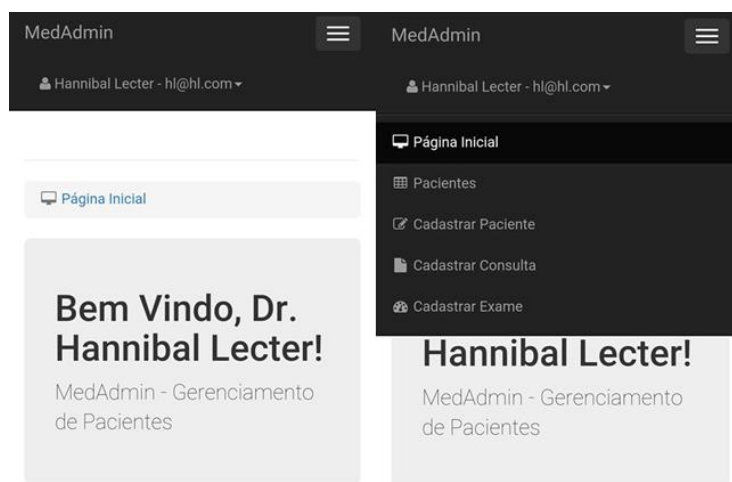 MedAdmin
Hannibal Lecter - hl@hl.com
Página Inicial
Bem Vindo, Dr.
Hannibal Lecter!
MedAdmin - Gerenciamento
de Pacientes
MedAdmin
Hannibal Lecter - hl@hl.com
Página Inicial
Pacientes
Cadastrar Paciente
Cadastrar Consulta
Cadastrar Exame
Hannibal Lecter!
MedAdmin - Gerenciamento
de Pacientes